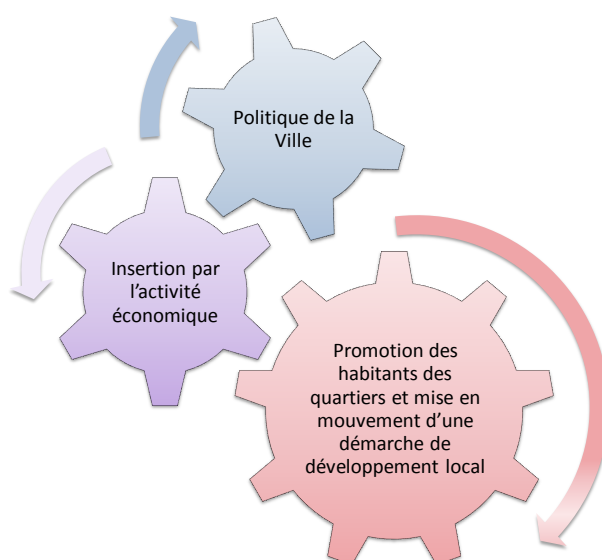 Politique de la
Ville
Insertion par
l’activité
économique
Promotion des
habitants des
quartiers et mise en
mouvement d’une
démarche de
développement local